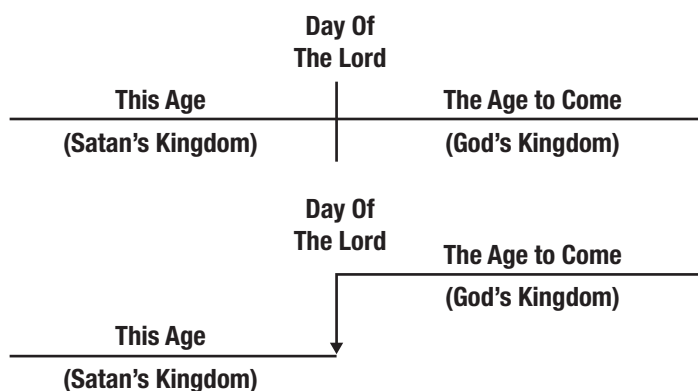 Day Of
The Lord
This Age
The Age to Come
(Satan's Kingdom)
(God's Kingdom)
Day Of
The Lord
The Age to Come
(God's Kingdom)
This Age
(Satan's Kingdom)